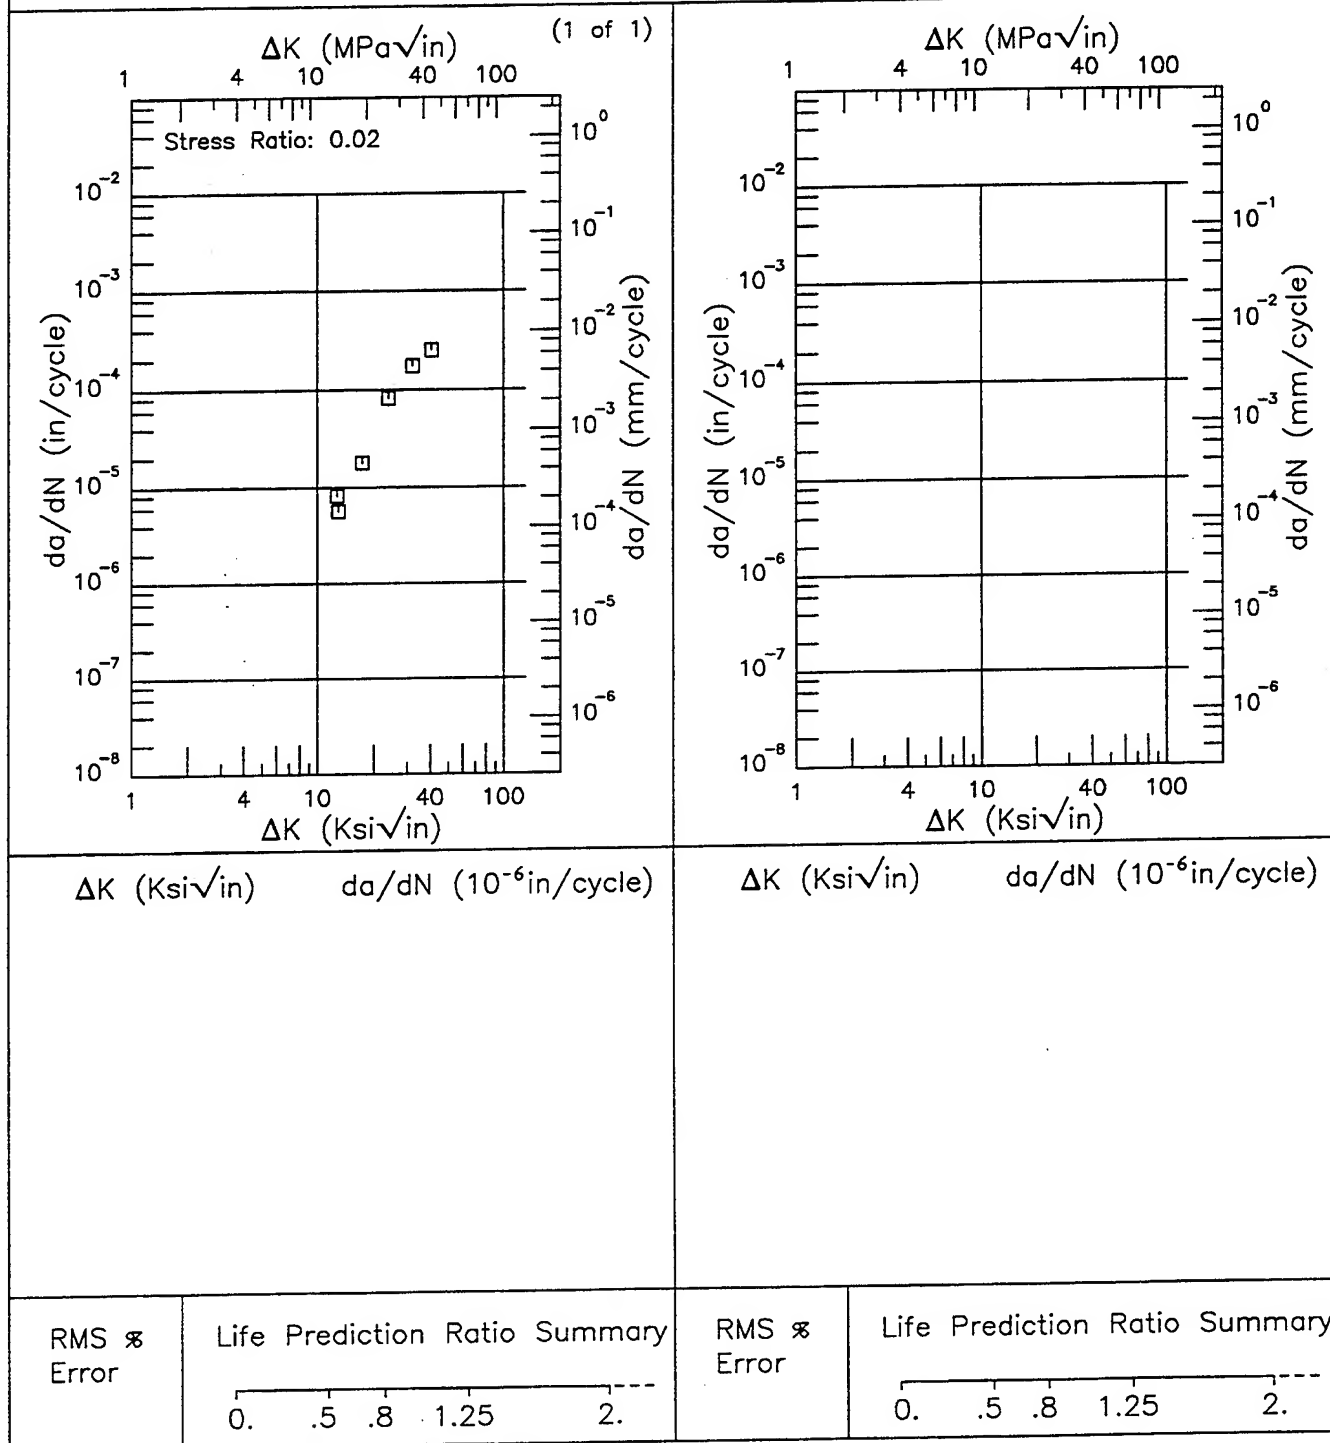 (1 of 1)
ΔK (MPa√in)
1 4 10 40 100
Stress Ratio: 0.02
10⁰
10⁻²
10⁻¹
10⁻³
10⁻²
10⁻⁴
10⁻³
10⁻⁵
10⁻⁴
10⁻⁶
10⁻⁵
10⁻⁷
10⁻⁶
10⁻⁸
da/dN (in/cycle)
da/dN (mm/cycle)
1 4 10 40 100
ΔK (Ksi√in)
ΔK (Ksi√in) da/dN (10⁻⁶in/cycle)
RMS %
Error
Life Prediction Ratio Summary
0. .5 .8 1.25 2.
ΔK (MPa√in)
1 4 10 40 100
10⁰
10⁻²
10⁻¹
10⁻³
10⁻²
10⁻⁴
10⁻³
10⁻⁵
10⁻⁴
10⁻⁶
10⁻⁵
10⁻⁷
10⁻⁶
10⁻⁸
da/dN (in/cycle)
da/dN (mm/cycle)
1 4 10 40 100
ΔK (Ksi√in)
ΔK (Ksi√in) da/dN (10⁻⁶in/cycle)
RMS %
Error
Life Prediction Ratio Summary
0. .5 .8 1.25 2.